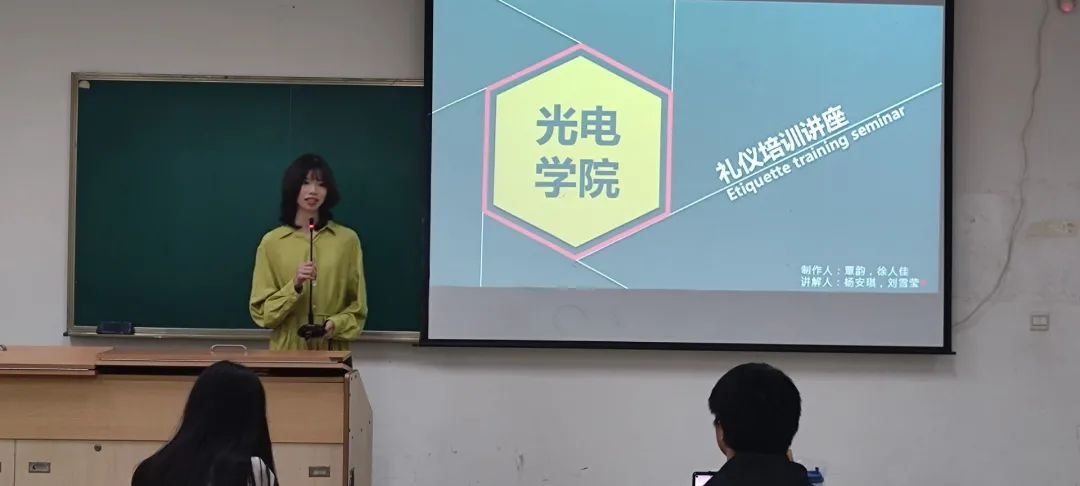 光电
学院
礼仪培训讲座
Etiquette training seminar
制作人：覃韵，徐人佳
讲解人：杨安琪，刘雪莹